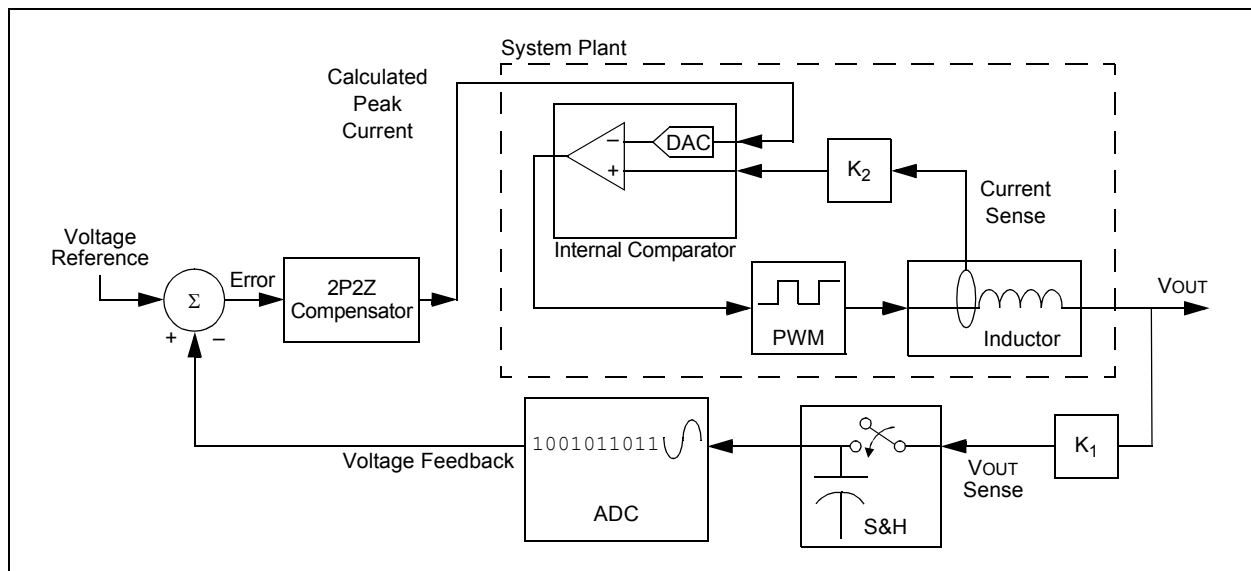 System Plant
Calculated
Peak
Current
DAC
−
+
K2
Current
Sense
Internal Comparator
Voltage
Reference
Error
Σ
+
−
2P2Z
Compensator
PWM
Inductor
VOUT
Voltage Feedback
1001011011
ADC
S&H
VOUT
Sense
K1